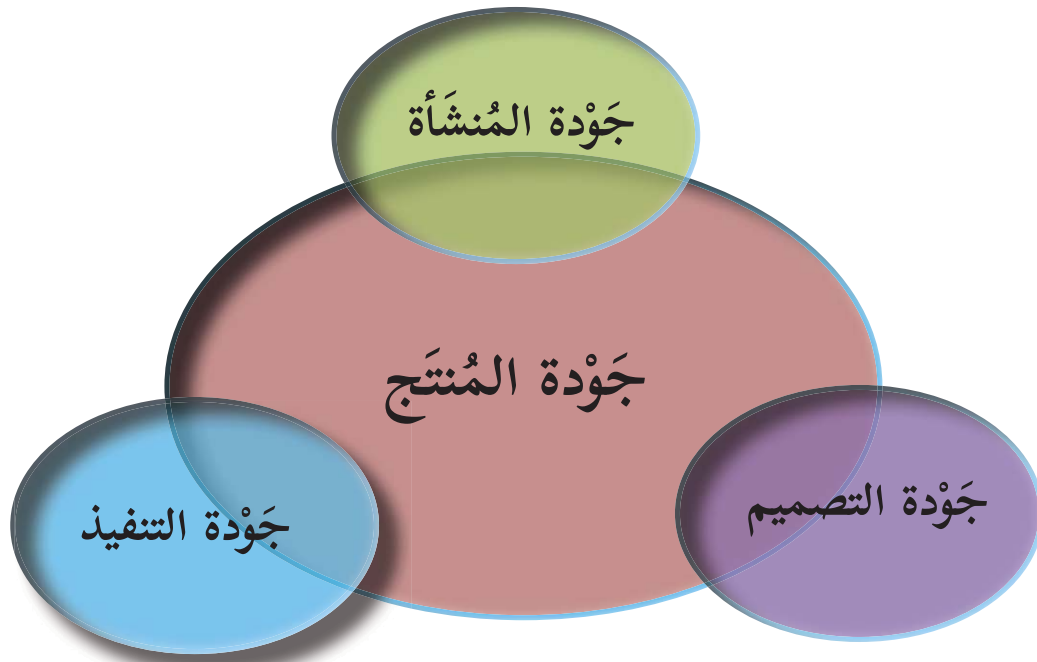 جَوْدة المُنشَأة
جَوْدة المُنتَج
جَوْدة التصميم
جَوْدة التنفيذ